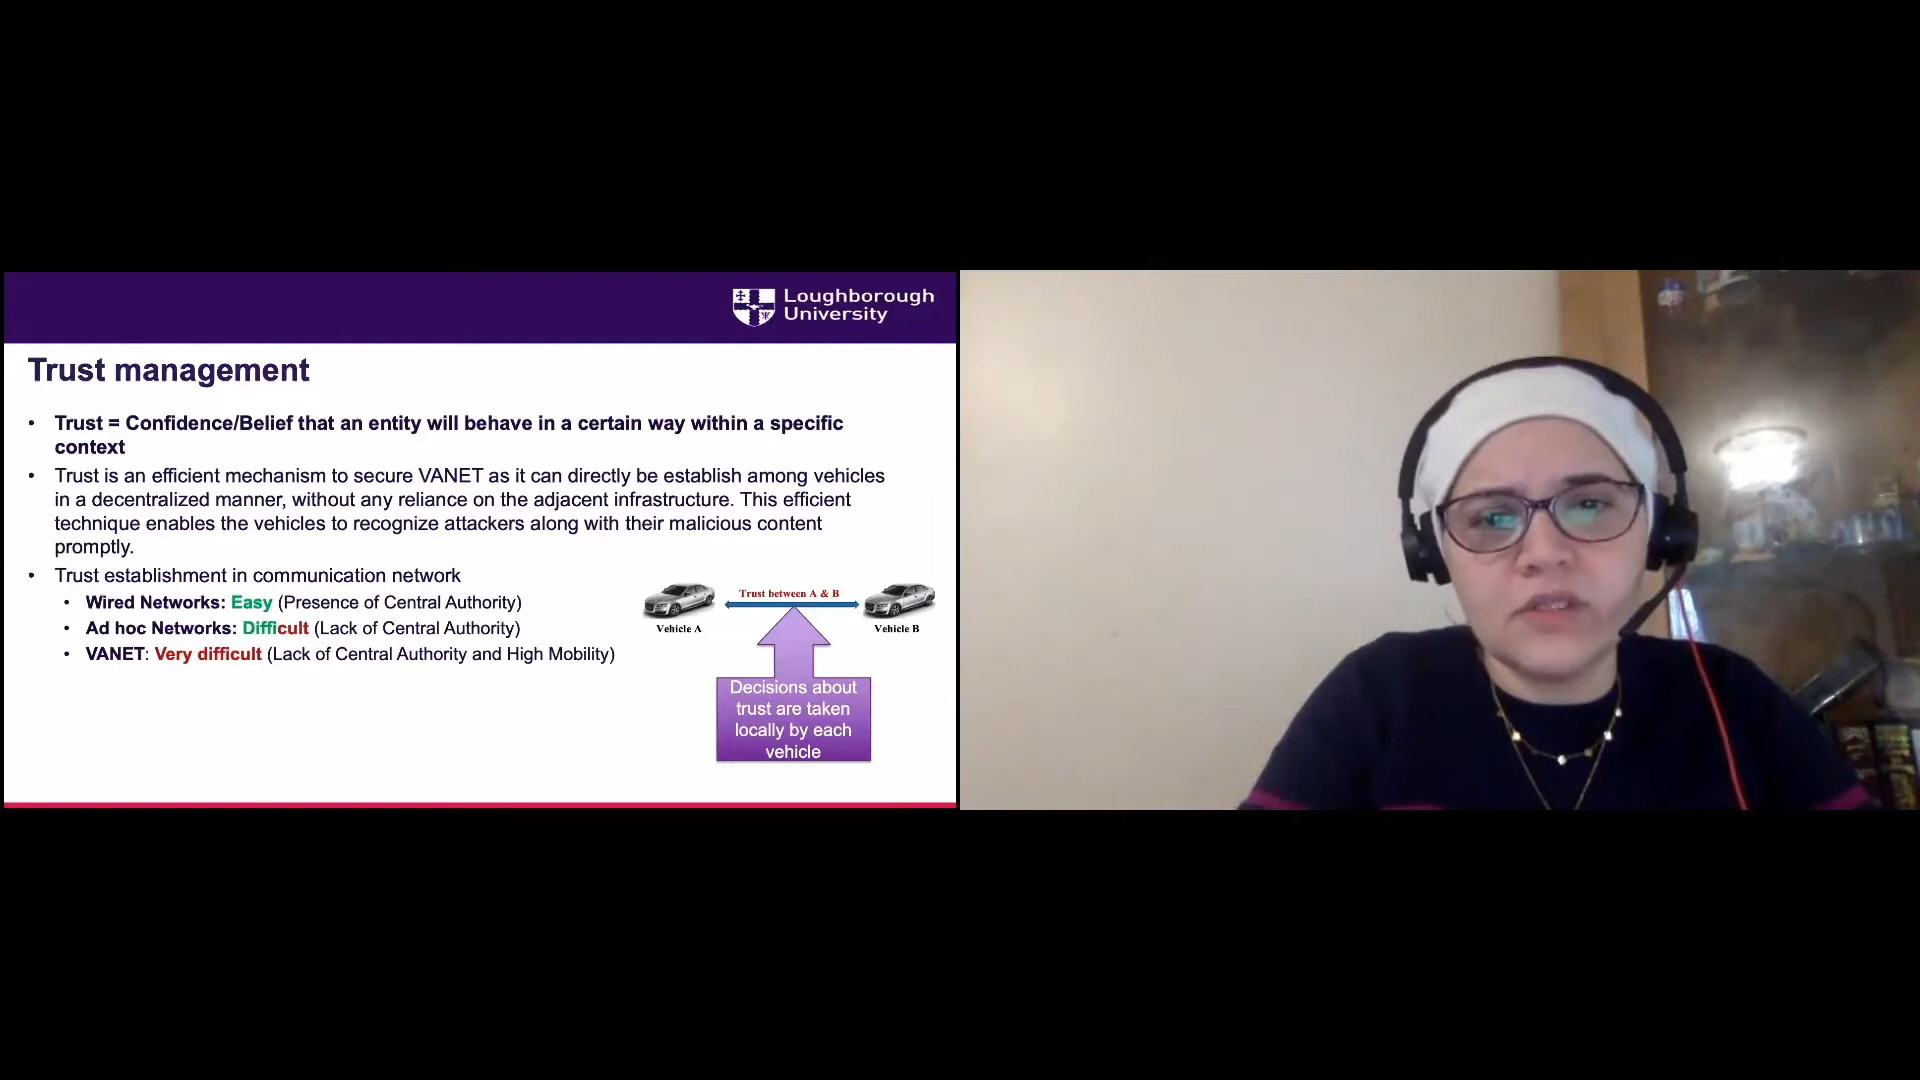 Loughborough
University
Trust management
• Trust = Confidence/Belief that an entity will behave in a certain way within a specific
context
• Trust is an efficient mechanism to secure VANET as it can directly be establish among vehicles
in a decentralized manner, without any reliance on the adjacent infrastructure. This efficient
technique enables the vehicles to recognize attackers along with their malicious content
promptly.
• Trust establishment in communication network
• Wired Networks: Easy (Presence of Central Authority)
• Ad hoc Networks: Difficult (Lack of Central Authority)
• VANET: Very difficult (Lack of Central Authority and High Mobility)
Trust between A & B
Vehicle A
Vehicle B
Decisions about
trust are taken
locally by each
vehicle